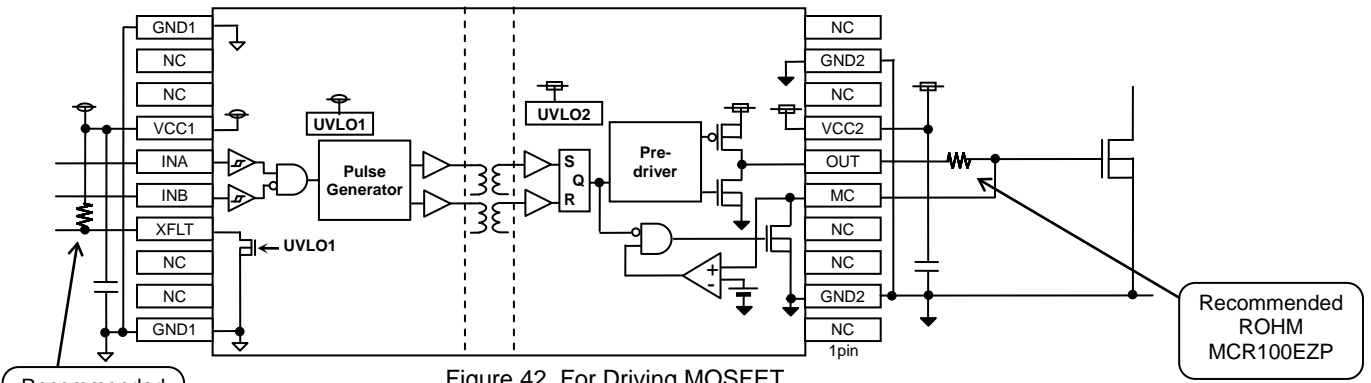 GND1
NC
NC
VCC1
INA
INB
XFLT
NC
NC
GND1
UVLO1
Pulse
Generator
UVLO1
UVLO2
S
Q
R
Pre-
driver
+
-
NC
GND2
NC
VCC2
OUT
MC
NC
NC
GND2
NC
1pin
Recommended
ROHM
MCR100EZP
Recommended
Figure 42. For Driving MOSFET